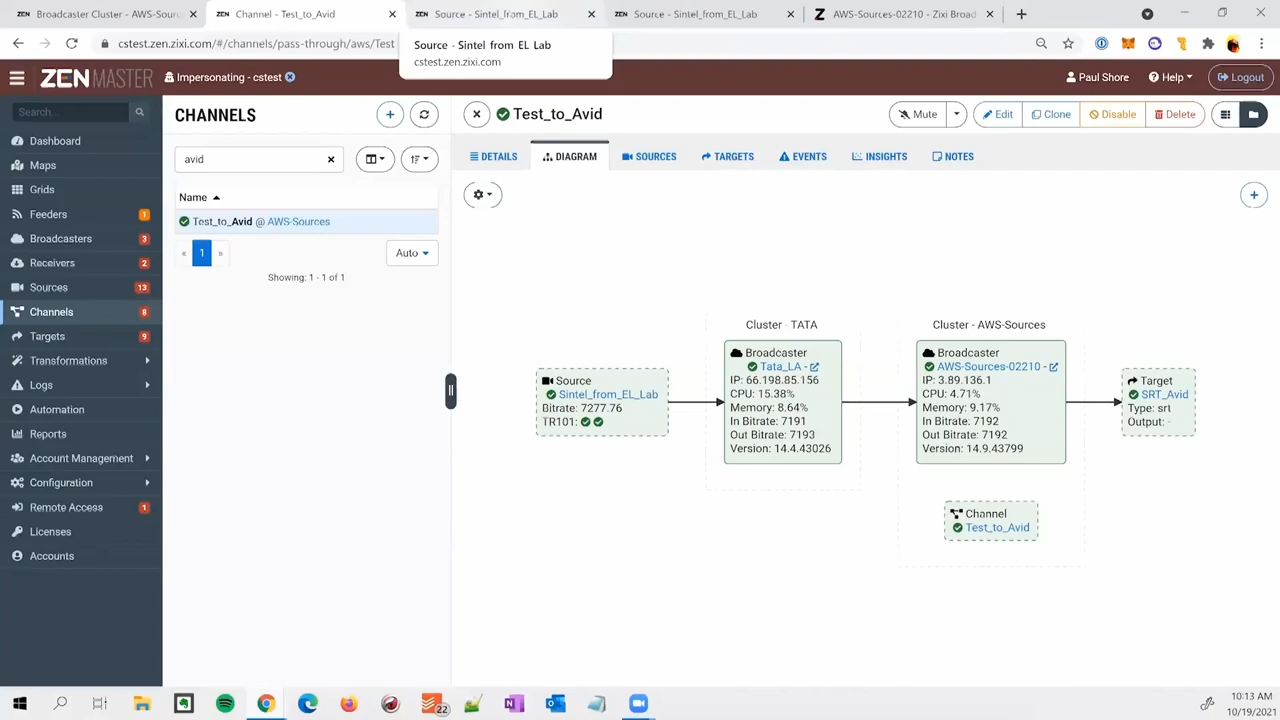 Broadcaster Cluster - AWS-Sourc
Channel - Test_to_Avid
Source - Sintel_from_EL_Lab
Source - Sintel_from_EL_Lab
AWS-Sources-02210 - Zixi Broad
cstest.zen.zixi.com/#/channels/pass-through/aws/Test
Source - Sintel from EL Lab
cstest.zen.zixi.com
ZENMASTER
Impersonating - cstest
Paul Shore
Help
Logout
Search...
Dashboard
Maps
Grids
Feeders 1
Broadcasters 3
Receivers 2
Sources 13
Channels 8
Targets 9
Transformations
Logs
Automation
Reports
Account Management
Configuration
Remote Access 1
Licenses
Accounts
CHANNELS
avid
Name
Test_to_Avid @ AWS-Sources
« 1 »
Auto
Showing: 1 - 1 of 1
Test_to_Avid
Mute
Edit
Clone
Disable
Delete
DETAILS
DIAGRAM
SOURCES
TARGETS
EVENTS
INSIGHTS
NOTES
Source
Sintel_from_EL_Lab
Bitrate: 7277.76
TR101:
Cluster - TATA
Broadcaster
Tata_LA -
IP: 66.198.85.156
CPU: 15.38%
Memory: 8.64%
In Bitrate: 7191
Out Bitrate: 7193
Version: 14.4.43026
Cluster - AWS-Sources
Broadcaster
AWS-Sources-02210 -
IP: 3.89.136.1
CPU: 4.71%
Memory: 9.17%
In Bitrate: 7192
Out Bitrate: 7192
Version: 14.9.43799
Channel
Test_to_Avid
Target
SRT_Avid
Type: srt
Output: -
22
10:13 AM
10/19/2021